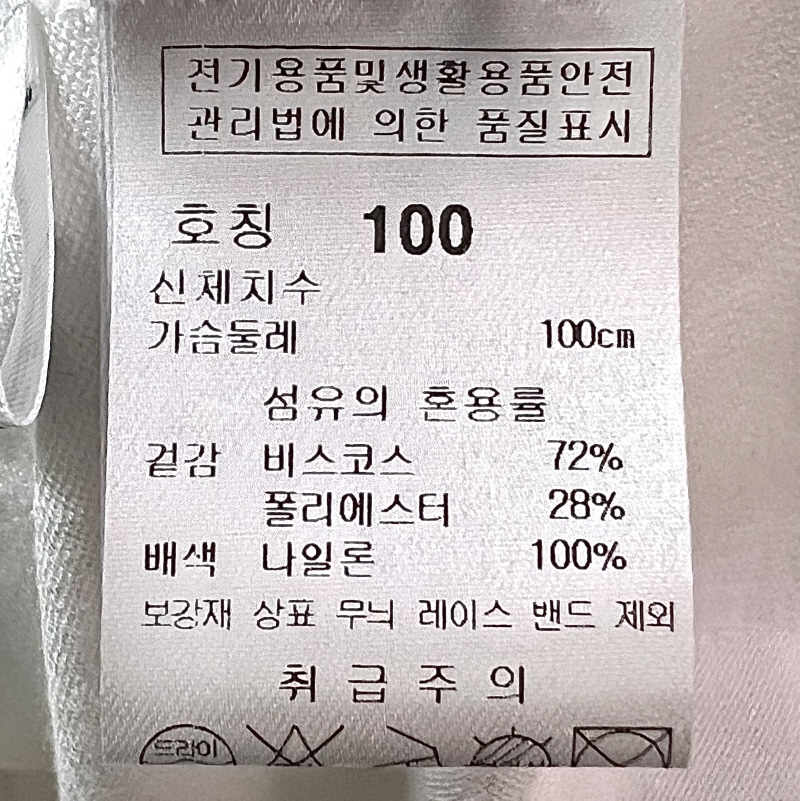 전기용품및생활용품안전
관리법에 의한 품질표시
호칭 100
신체치수
가슴둘레 100cm
섬유의 혼용률
겉감 비스코스 72%
폴리에스터 28%
배색 나일론 100%
보강재 상표 무늬 레이스 밴드 제외
취급주의
드라이